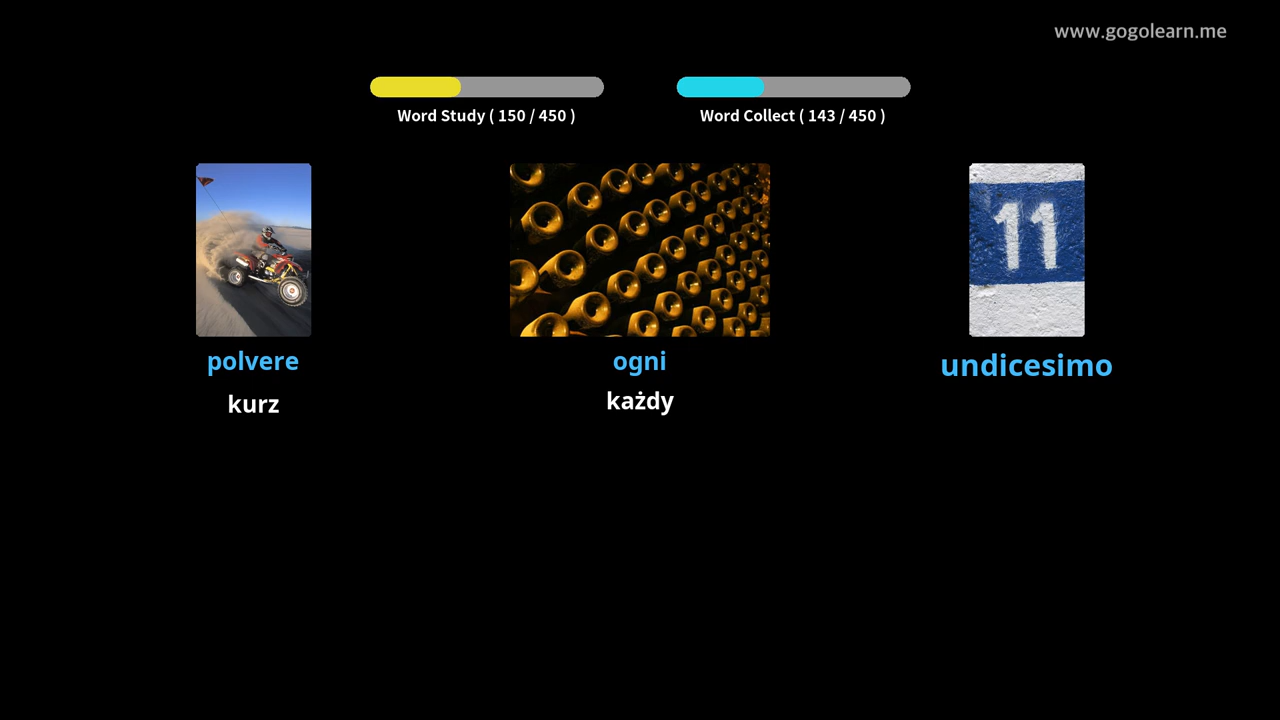 www.gogolearn.me
Word Study ( 150 / 450 )
Word Collect ( 143 / 450 )
11
polvere
ogni
undicesimo
kurz
każdy